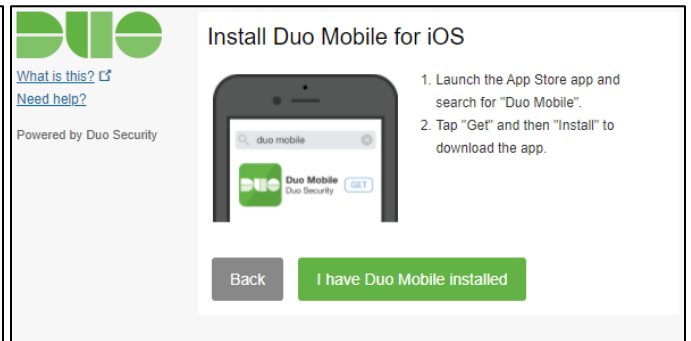 DUO
What is this?
Need help?
Powered by Duo Security
Install Duo Mobile for iOS
duo mobile
DUO
Duo Mobile
Duo Security
GET
1. Launch the App Store app and
search for "Duo Mobile".
2. Tap "Get" and then "Install" to
download the app.
Back
I have Duo Mobile installed